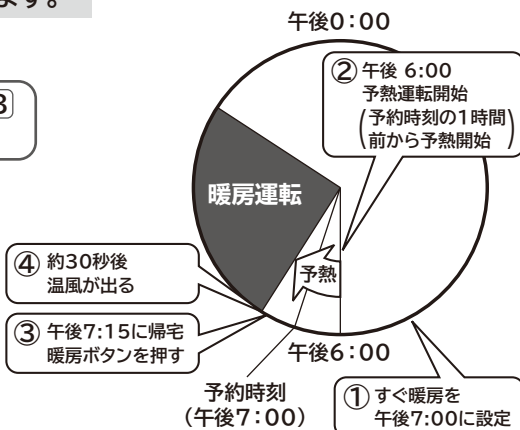 ます。
3
午後0:00
② 午後 6:00
予熱運転開始
(予約時刻の1時間
前から予熱開始)
暖房運転
予熱
④ 約30秒後
温風が出る
③ 午後7:15に帰宅
暖房ボタンを押す
午後6:00
予約時刻
(午後7:00)
① すぐ暖房を
午後7:00に設定